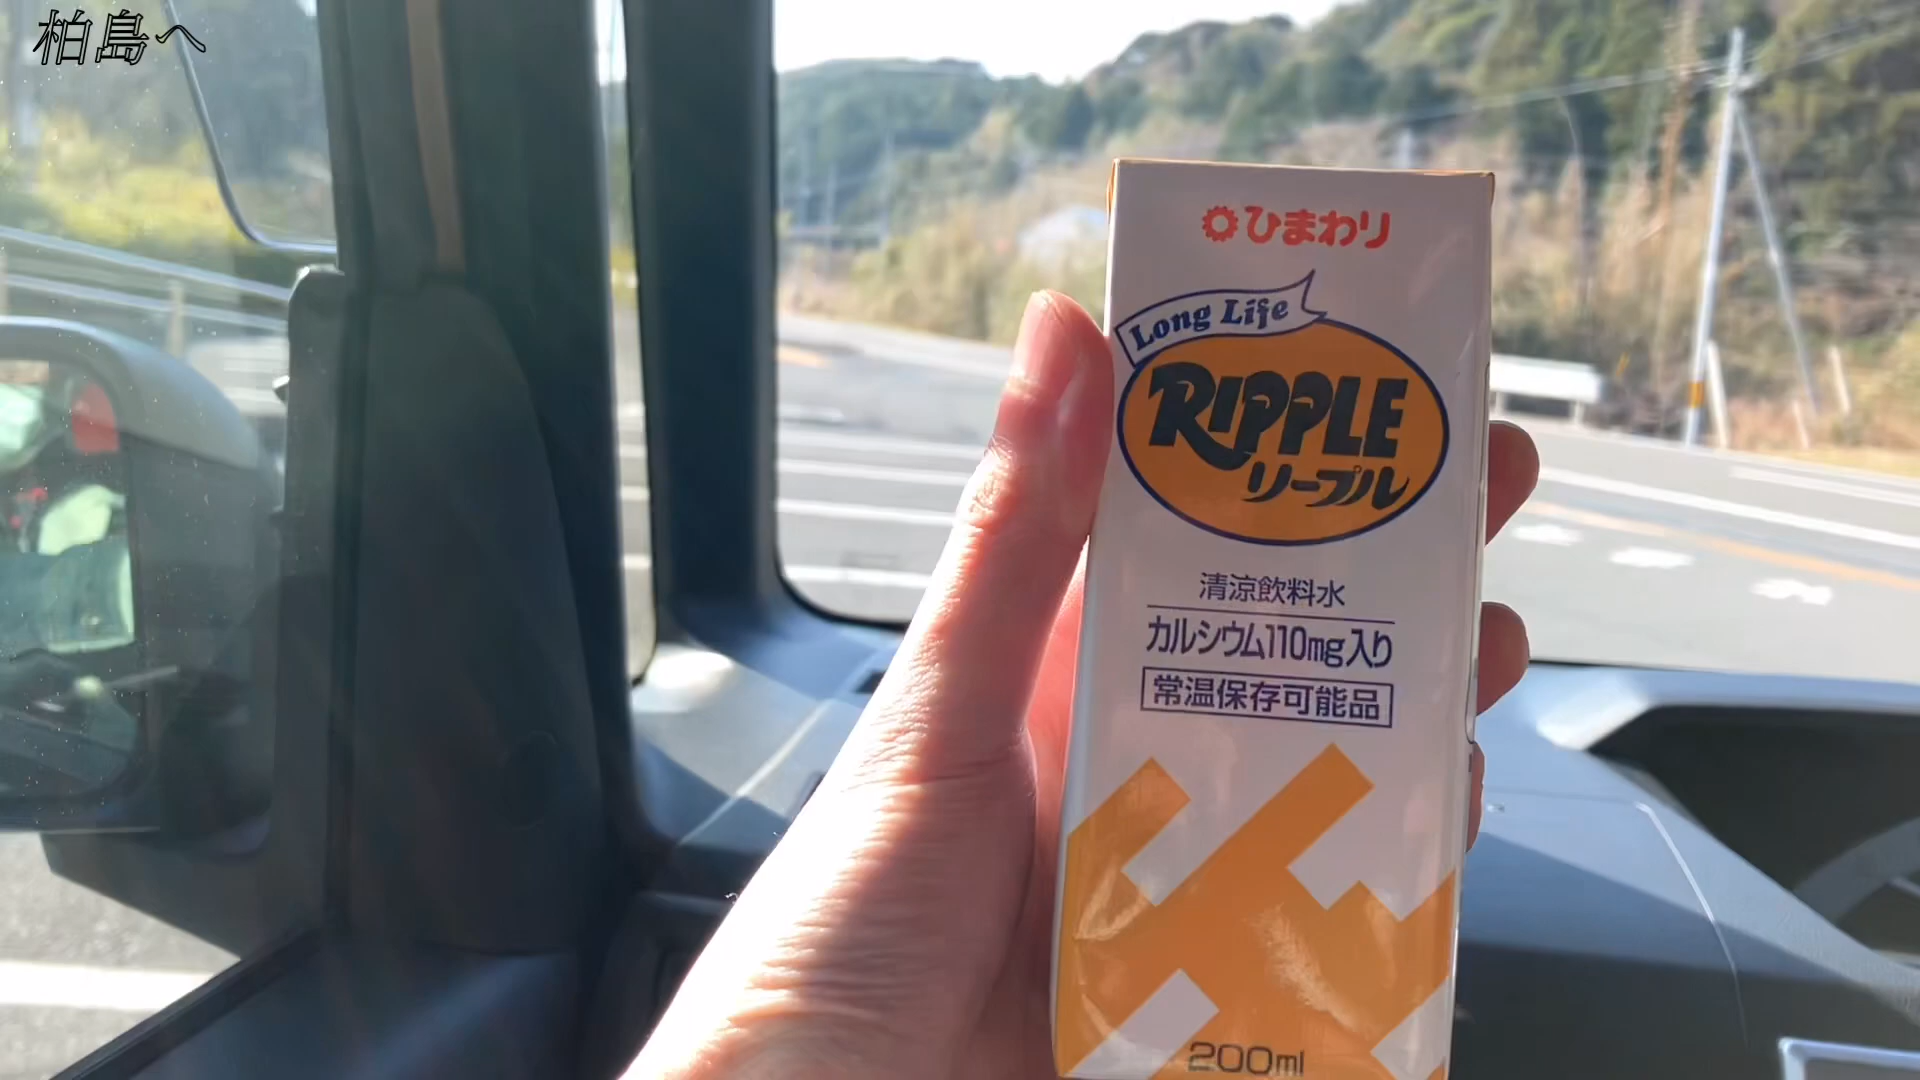 柏島へ
ひまわり
Long Life
RIPPLE
リープル
清涼飲料水
カルシウム110mg入り
常温保存可能品
200ml